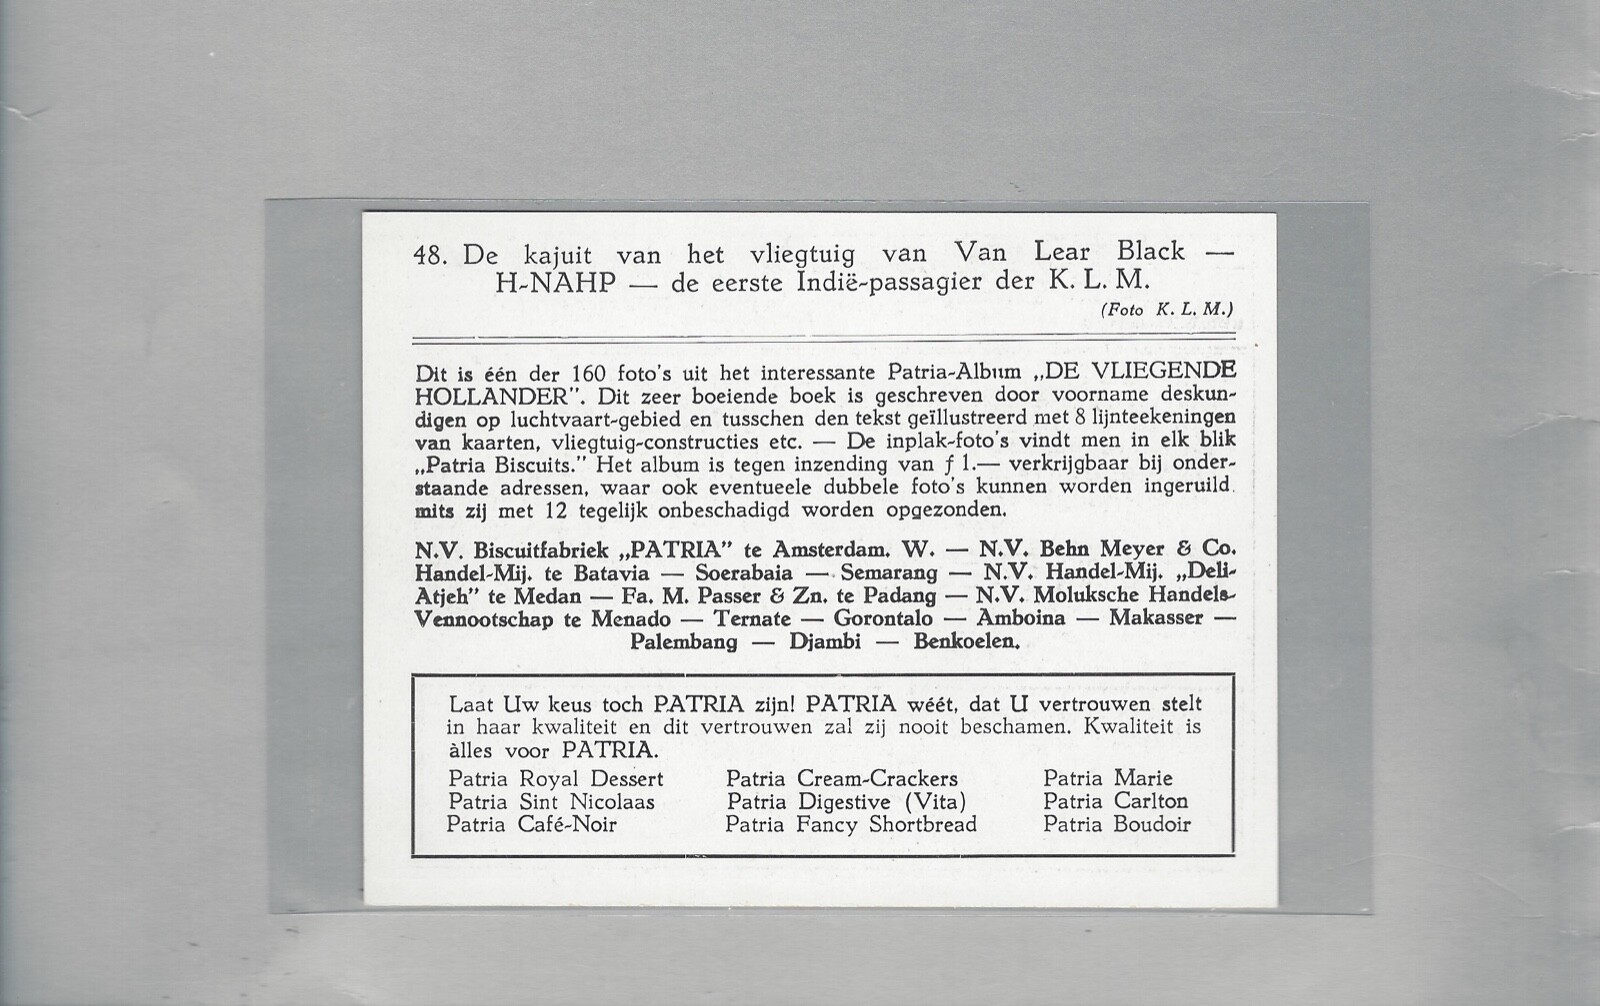 48. De kajuit van het vliegtuig van Van Lear Black —
H-NAHP — de eerste Indië-passagier der K. L. M.
(Foto K. L. M.)
Dit is één der 160 foto's uit het interessante Patria-Album „DE VLIEGENDE
HOLLANDER”. Dit zeer boeiende boek is geschreven door voorname deskun-
digen op luchtvaart-gebied en tusschen den tekst geïllustreerd met 8 lijnteekeningen
van kaarten, vliegtuig-constructies etc. — De inplak-foto's vindt men in elk blik
„Patria Biscuits.” Het album is tegen inzending van ƒ 1.— verkrijgbaar bij onder-
staande adressen, waar ook eventueele dubbele foto's kunnen worden ingeruild.
mits zij met 12 tegelijk onbeschadigd worden opgezonden.
N.V. Biscuitfabriek „PATRIA” te Amsterdam. W. — N.V. Behn Meyer & Co.
Handel-Mij. te Batavia — Soerabaia — Semarang — N.V. Handel-Mij. „Deli-
Atjeh” te Medan — Fa. M. Passer & Zn. te Padang — N.V. Moluksche Handels-
Vennootschap te Menado — Ternate — Gorontalo — Amboina — Makasser —
Palembang — Djambi — Benkoelen.
Laat Uw keus toch PATRIA zijn! PATRIA wéét, dat U vertrouwen stelt
in haar kwaliteit en dit vertrouwen zal zij nooit beschamen. Kwaliteit is
àlles voor PATRIA.
Patria Royal Dessert Patria Cream-Crackers Patria Marie
Patria Sint Nicolaas Patria Digestive (Vita) Patria Carlton
Patria Café-Noir Patria Fancy Shortbread Patria Boudoir